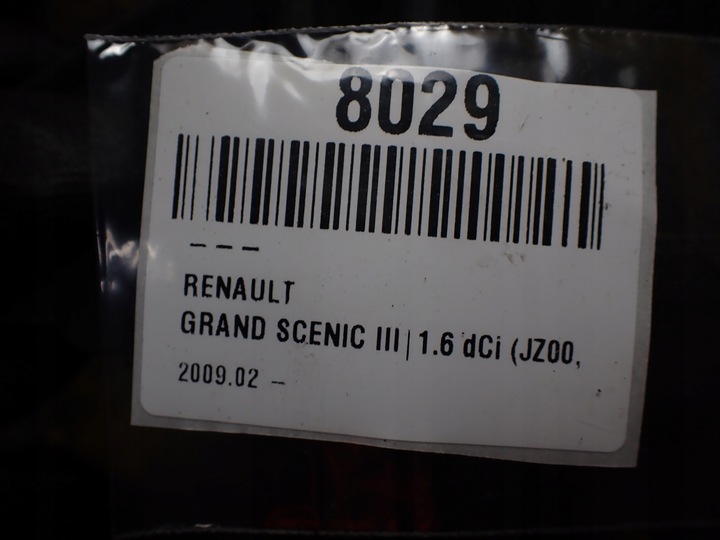 8029
– – –
RENAULT
GRAND SCENIC III | 1.6 dCi (JZ00,
2009.02 –